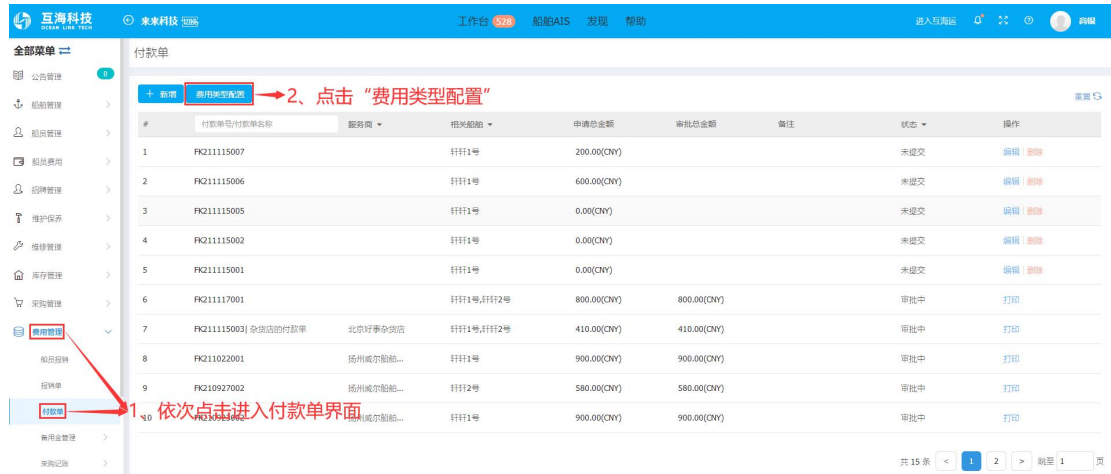 互海科技
OCEAN LINK TECH
来来科技
工作台 528 船舶AIS 发现 帮助
进入互海运
全部菜单
付款单
公告管理 0
船舶管理
船员管理
船员费用
招聘管理
维护保养
维修管理
库存管理
采购管理
费用管理
船员报销
报销单
付款单
备用金管理
采购记账
+ 新增 费用类型配置 2、点击“费用类型配置”
重置
# 付款单号/付款单名称 服务商 相关船舶 申请总金额 审批总金额 备注 状态 操作
1 FK211115007 轩轩1号 200.00(CNY) 未提交 编辑 删除
2 FK211115006 轩轩1号 600.00(CNY) 未提交 编辑 删除
3 FK211115005 轩轩1号 0.00(CNY) 未提交 编辑 删除
4 FK211115002 轩轩1号 0.00(CNY) 未提交 编辑 删除
5 FK211115001 轩轩1号 0.00(CNY) 未提交 编辑 删除
6 FK211117001 轩轩1号,轩轩2号 800.00(CNY) 800.00(CNY) 审批中 打印
7 FK211115003| 杂货店的付款单 北京好事杂货店 轩轩1号,轩轩2号 410.00(CNY) 410.00(CNY) 审批中 打印
8 FK211022001 扬州威尔船舶... 轩轩1号 900.00(CNY) 900.00(CNY) 审批中 打印
9 FK210927002 扬州威尔船舶... 轩轩2号 580.00(CNY) 580.00(CNY) 审批中 打印
1、依次点击进入付款单界面
10 扬州威尔船舶... 轩轩1号 900.00(CNY) 900.00(CNY) 审批中 打印
共 15 条 < 1 2 > 跳至 1 页